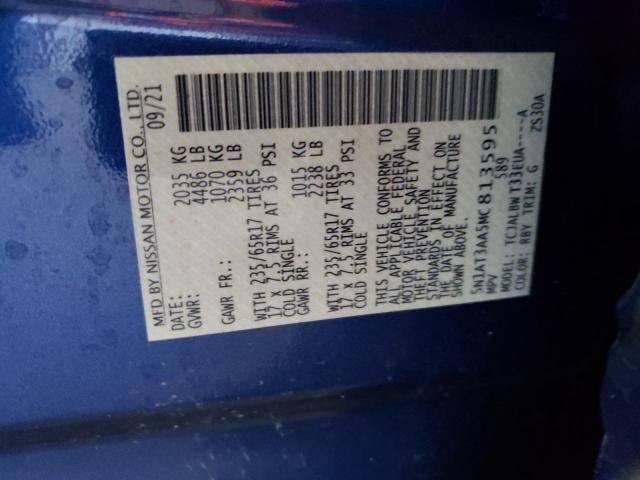 MFD BY NISSAN MOTOR CO., LTD.
DATE: 09/21
GVWR: 2035 KG
4486 LB
GAWR FR.: 1070 KG
2359 LB
WITH 235/65R17 TIRES
17 x 7.5 RIMS AT 36 PSI
COLD SINGLE
GAWR RR.: 1015 KG
2238 LB
WITH 235/65R17 TIRES
17 x 7.5 RIMS AT 33 PSI
COLD SINGLE
THIS VEHICLE CONFORMS TO
ALL APPLICABLE FEDERAL
MOTOR VEHICLE SAFETY AND
THEFT PREVENTION
STANDARDS IN EFFECT ON
THE DATE OF MANUFACTURE
SHOWN ABOVE.
5N1AT3AA5MC813595
MPV 589
MODEL: TCJALBWT33EUA----A
COLOR: RBY TRIM: G ZS30A